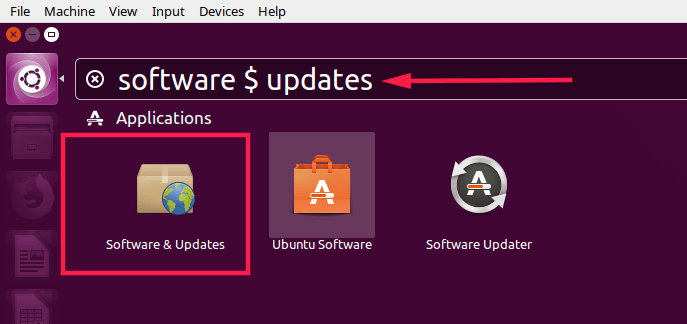 File Machine View Input Devices Help
software $ updates
Applications
Software & Updates Ubuntu Software Software Updater